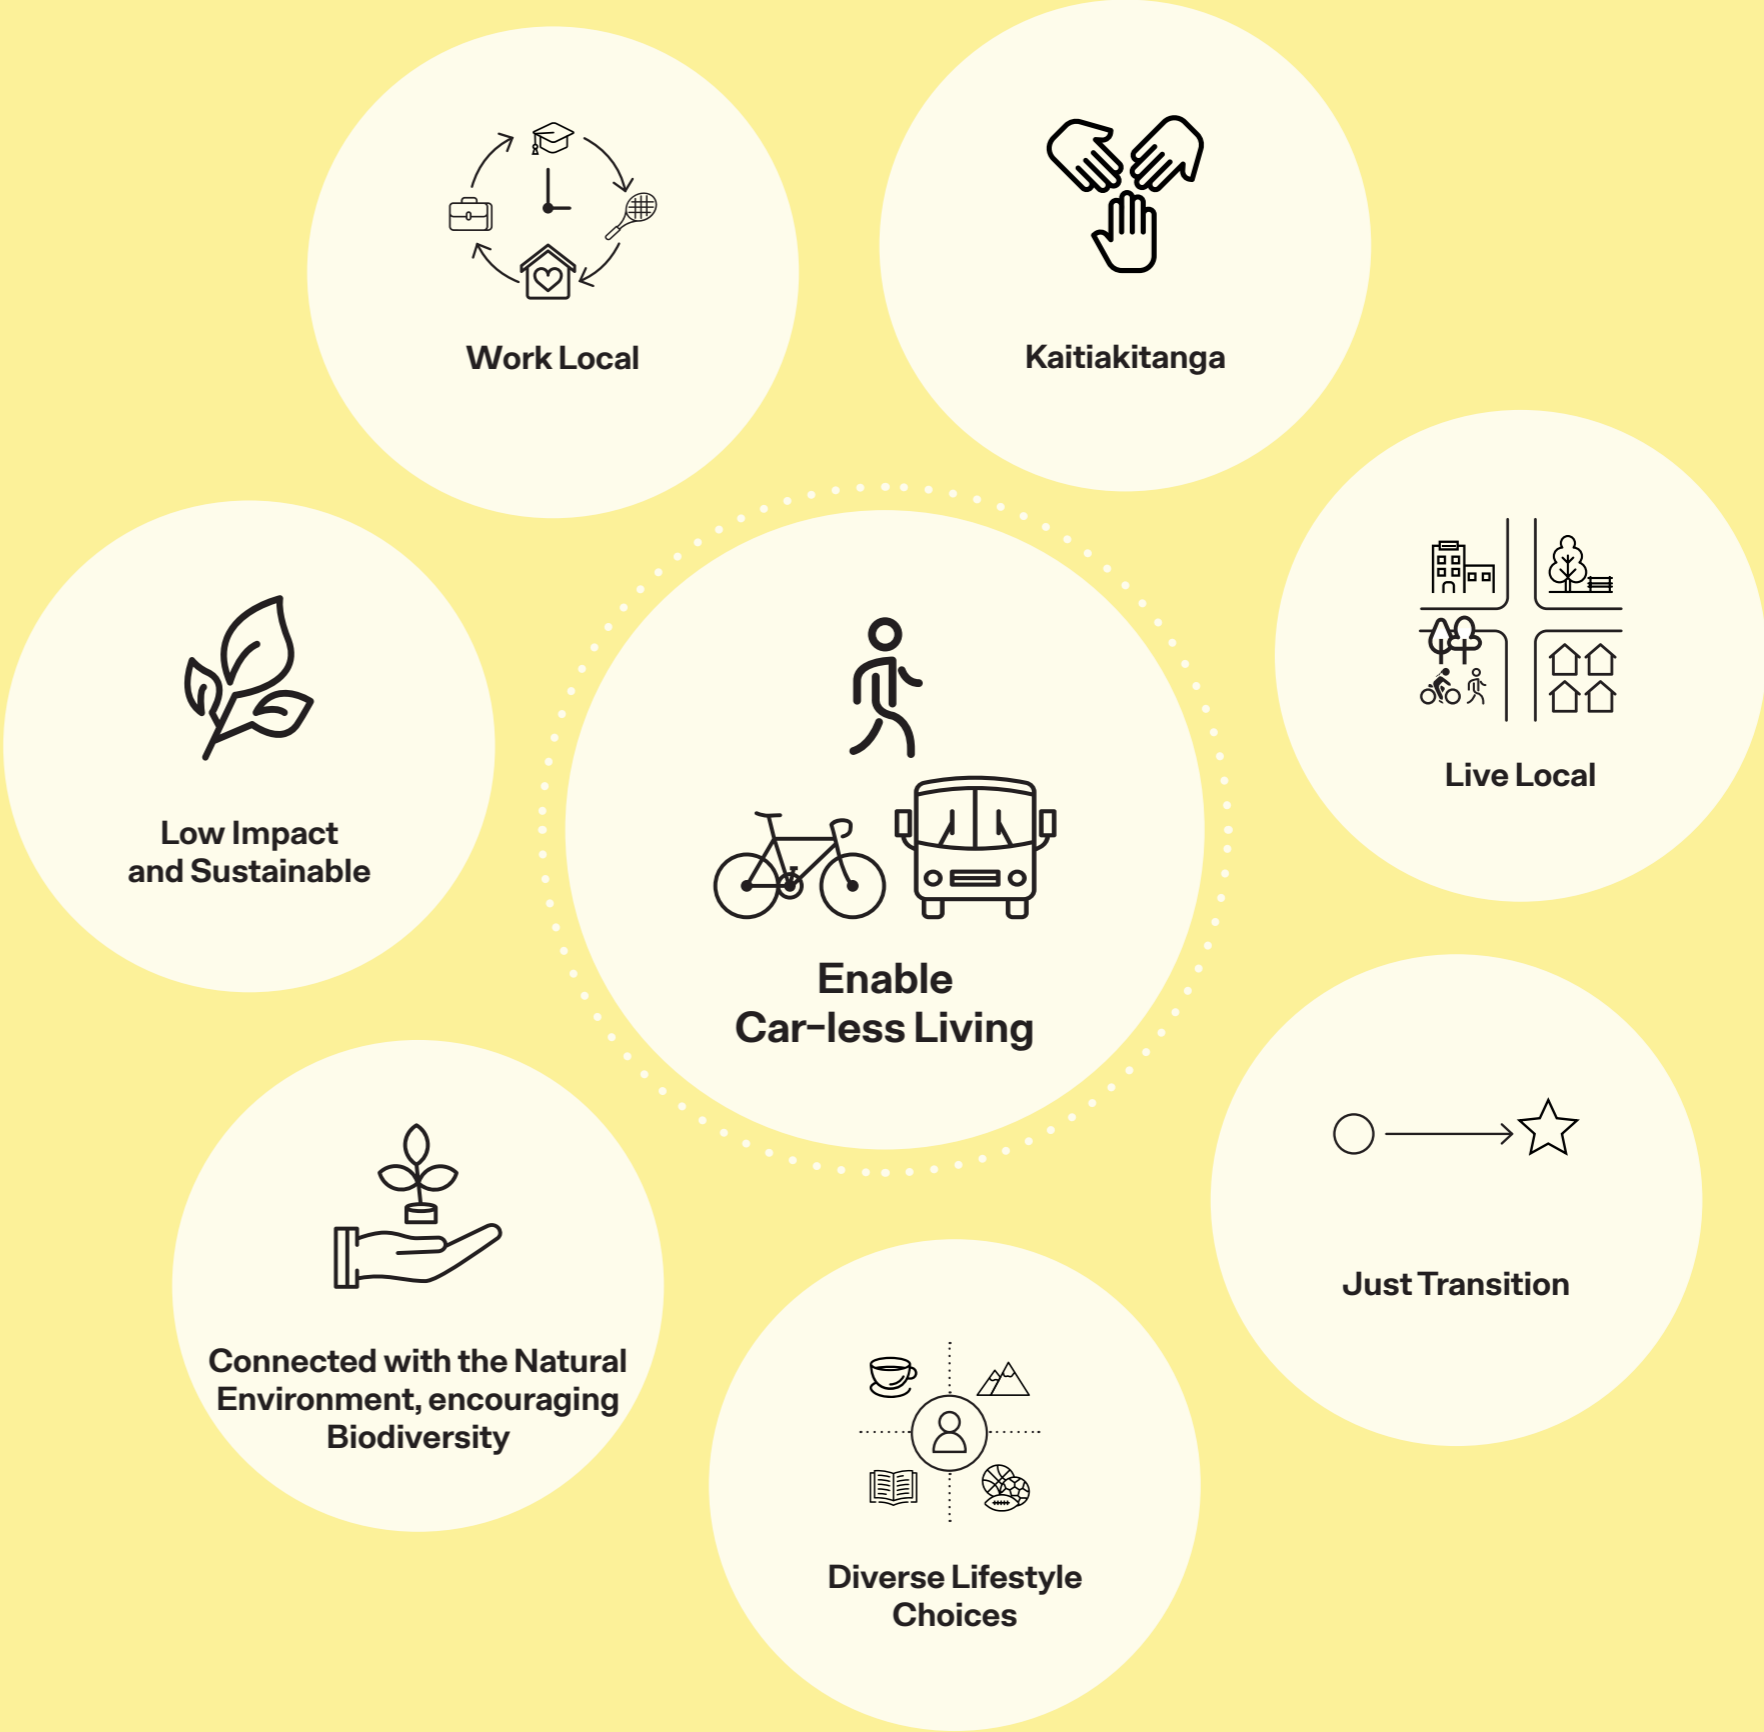 Work Local
Kaitiakitanga
Live Local
Low Impact
and Sustainable
Enable
Car-less Living
Just Transition
Connected with the Natural
Environment, encouraging
Biodiversity
Diverse Lifestyle
Choices